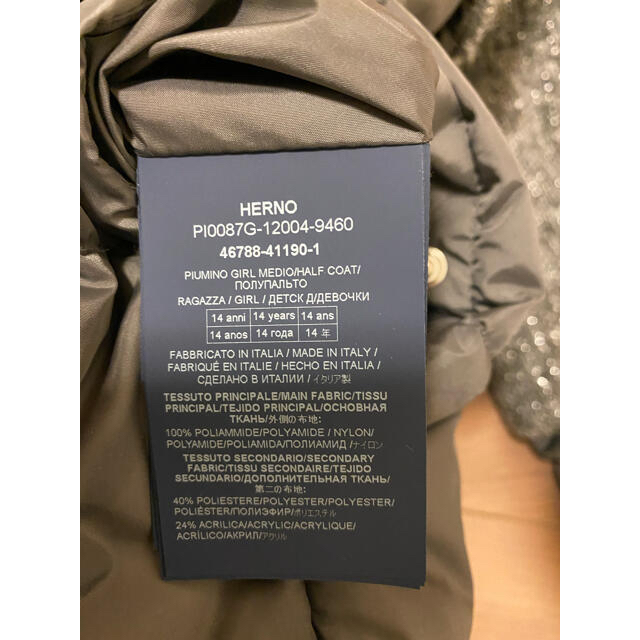 HERNO
PI0087G-12004-9460
46788-41190-1
PIUMINO GIRL MEDIO/HALF COAT/
ПОЛУПАЛЬТО
RAGAZZA / GIRL / ДЕТСК Д/ДЕВОЧКИ
14 anni 14 years 14 ans
14 anos 14 года 14 年
FABBRICATO IN ITALIA / MADE IN ITALY /
FABRIQUÉ EN ITALIE / HECHO EN ITALIA /
СДЕЛАНО В ИТАЛИИ / イタリア製
TESSUTO PRINCIPALE/MAIN FABRIC/TISSU
PRINCIPAL/TEJIDO PRINCIPAL/ОСНОВНАЯ
ТКАНЬ/外側の布地:
100% POLIAMMIDE/POLYAMIDE / NYLON/
POLYAMIDE/POLIAMIDA/ПОЛИАМИД /ナイロン
TESSUTO SECONDARIO/SECONDARY
FABRIC/TISSU SECONDAIRE/TEJIDO
SECUNDARIO/ДОПОЛНИТЕЛЬНАЯ ТКАНЬ/
第二の布地:
40% POLIESTERE/POLYESTER/POLYESTER/
POLIÉSTER/ПОЛИЭФИР/ポリエステル
24% ACRILICA/ACRYLIC/ACRYLIQUE/
ACRÍLICO/АКРИЛ/アクリル